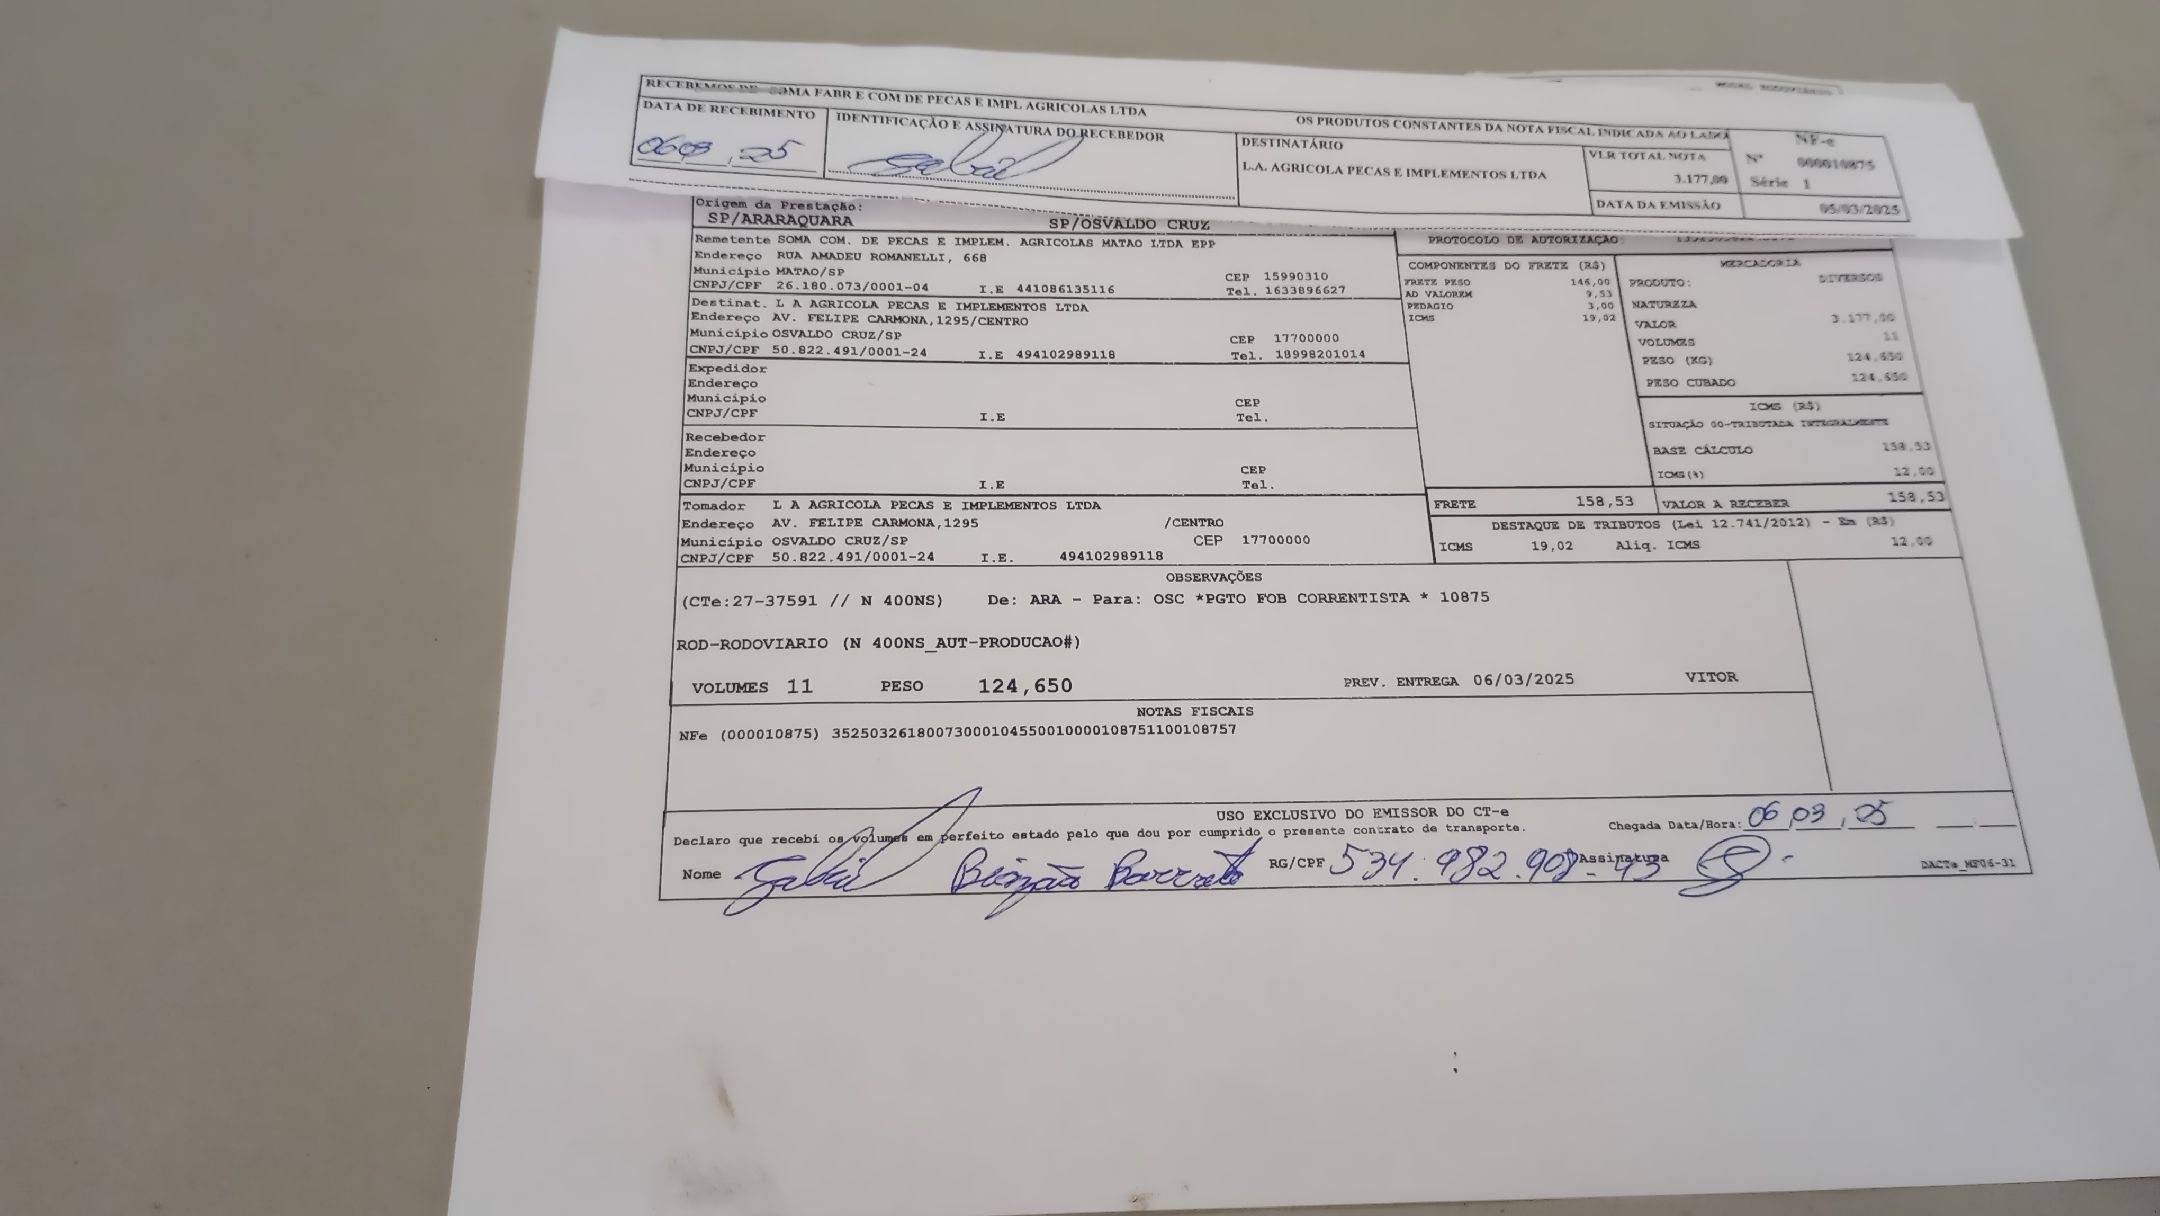 RECEBEMOS DE SOMA FABR E COM DE PECAS E IMPL AGRICOLAS LTDA OS PRODUTOS CONSTANTES DA NOTA FISCAL INDICADA AO LADO
DATA DE RECEBIMENTO IDENTIFICAÇÃO E ASSINATURA DO RECEBEDOR
06 03, 25
DESTINATÁRIO
L.A. AGRICOLA PECAS E IMPLEMENTOS LTDA
VLR TOTAL NOTA
3.177,00
DATA DA EMISSÃO 05/03/2025
NF-e
Nº 000010875
Série 1
Origem da Prestação:
SP/ARARAQUARA SP/OSVALDO CRUZ
Remetente SOMA COM. DE PECAS E IMPLEM. AGRICOLAS MATAO LTDA EPP
Endereço RUA AMADEU ROMANELLI, 668
Município MATAO/SP CEP 15990310
CNPJ/CPF 26.180.073/0001-04 I.E 441086135116 Tel. 1633896627
Destinat. L A AGRICOLA PECAS E IMPLEMENTOS LTDA
Endereço AV. FELIPE CARMONA,1295/CENTRO
Município OSVALDO CRUZ/SP CEP 17700000
CNPJ/CPF 50.822.491/0001-24 I.E 494102989118 Tel. 18998201014
Expedidor
Endereço
Município CEP
CNPJ/CPF I.E Tel.
Recebedor
Endereço
Município CEP
CNPJ/CPF I.E Tel.
Tomador L A AGRICOLA PECAS E IMPLEMENTOS LTDA
Endereço AV. FELIPE CARMONA,1295 /CENTRO
Município OSVALDO CRUZ/SP CEP 17700000
CNPJ/CPF 50.822.491/0001-24 I.E. 494102989118
PROTOCOLO DE AUTORIZAÇÃO:
COMPONENTES DO FRETE (R$)
FRETE PESO 146,00
AD VALOREM 9,53
PEDAGIO 3,00
ICMS 19,02
MERCADORIA
PRODUTO: DIVERSOS
NATUREZA
VALOR 3.177,00
VOLUMES 11
PESO (KG) 124,650
PESO CUBADO 124,650
ICMS (R$)
SITUAÇÃO 00-TRIBUTADA INTEGRALMENTE
BASE CÁLCULO 158,53
ICMS(%) 12,00
FRETE 158,53 VALOR A RECEBER 158,53
DESTAQUE DE TRIBUTOS (Lei 12.741/2012) - Em (R$)
ICMS 19,02 Aliq. ICMS 12,00
OBSERVAÇÕES
(CTe:27-37591 // N 400NS) De: ARA - Para: OSC *PGTO FOB CORRENTISTA * 10875
ROD-RODOVIARIO (N 400NS_AUT-PRODUCAO#)
VOLUMES 11 PESO 124,650 PREV. ENTREGA 06/03/2025 VITOR
NOTAS FISCAIS
NFe (000010875) 35250326180073000104550010000108751100108757
USO EXCLUSIVO DO EMISSOR DO CT-e
Declaro que recebi os volumes em perfeito estado pelo que dou por cumprido o presente contrato de transporte. Chegada Data/Hora: 06,03,25
Nome RG/CPF 534.982.908-43 Assinatura
DACTe_MF06-31